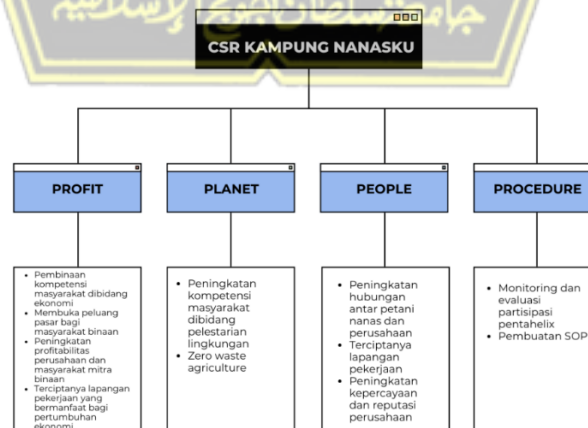 جامعنسلطان أجونج الإسلامية
CSR KAMPUNG NANASKU
PROFIT
PLANET
PEOPLE
PROCEDURE
• Pembinaan
kompetensi
masyarakat dibidang
ekonomi
• Membuka peluang
pasar bagi
masyarakat binaan
• Peningkatan
profitabilitas
perusahaan dan
masyarakat mitra
binaan
• Terciptanya lapangan
pekerjaan yang
bermanfaat bagi
pertumbuhan
ekonomi
• Peningkatan
kompetensi
masyarakat
dibidang
pelestarian
lingkungan
• Zero waste
agriculture
• Peningkatan
hubungan
antar petani
nanas dan
perusahaan
• Terciptanya
lapangan
pekerjaan
• Peningkatan
kepercayaan
dan reputasi
perusahaan
• Monitoring dan
evaluasi
partisipasi
pentahelix
• Pembuatan SOP